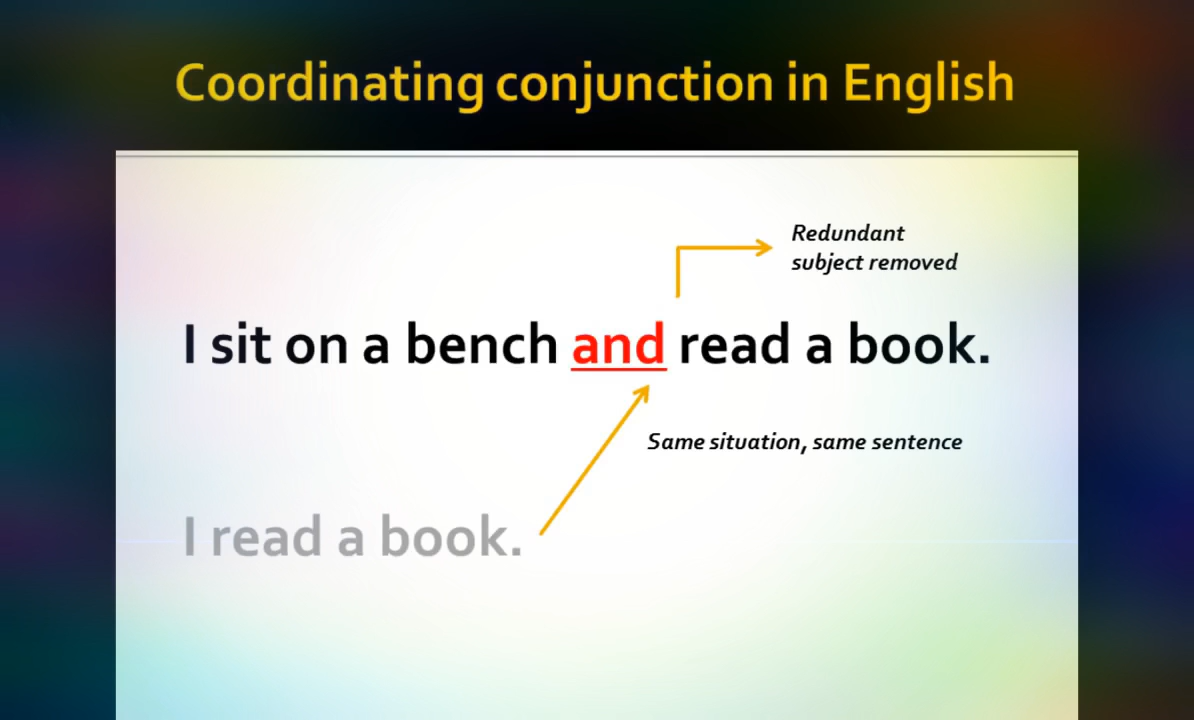 Coordinating conjunction in English
Redundant
subject removed
I sit on a bench and read a book.
Same situation, same sentence
I read a book.